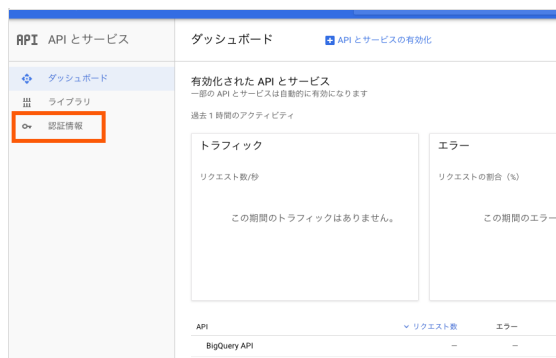 API APIとサービス
ダッシュボード
APIとサービスの有効化
ダッシュボード
ライブラリ
認証情報
有効化された API とサービス
一部の API とサービスは自動的に有効になります
過去 1 時間のアクティビティ
トラフィック
リクエスト数/秒
この期間のトラフィックはありません。
エラー
リクエストの割合（%）
この期間のエラー
API リクエスト数 エラー
BigQuery API – –